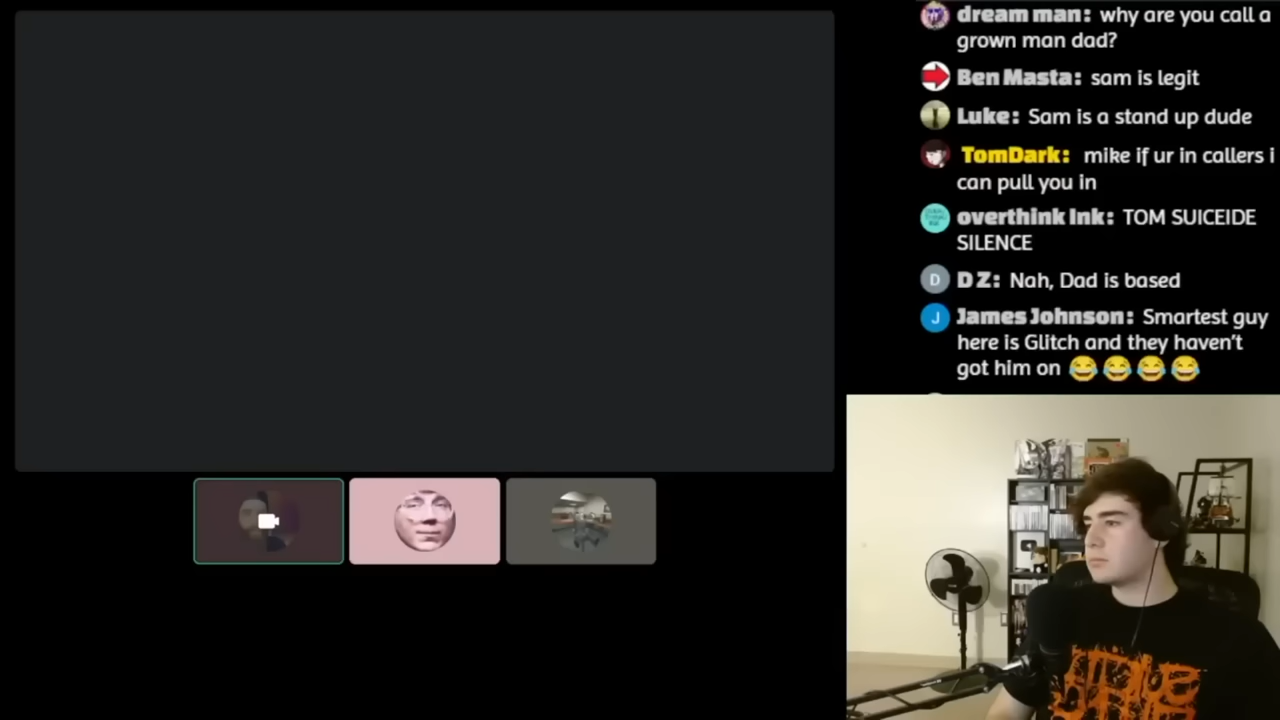 dream man: why are you call a
grown man dad?
Ben Masta: sam is legit
Luke: Sam is a stand up dude
TomDark: mike if ur in callers i
can pull you in
overthink Ink: TOM SUICEIDE
SILENCE
D
D Z: Nah, Dad is based
J
James Johnson: Smartest guy
here is Glitch and they haven't
got him on 😂😂😂😂